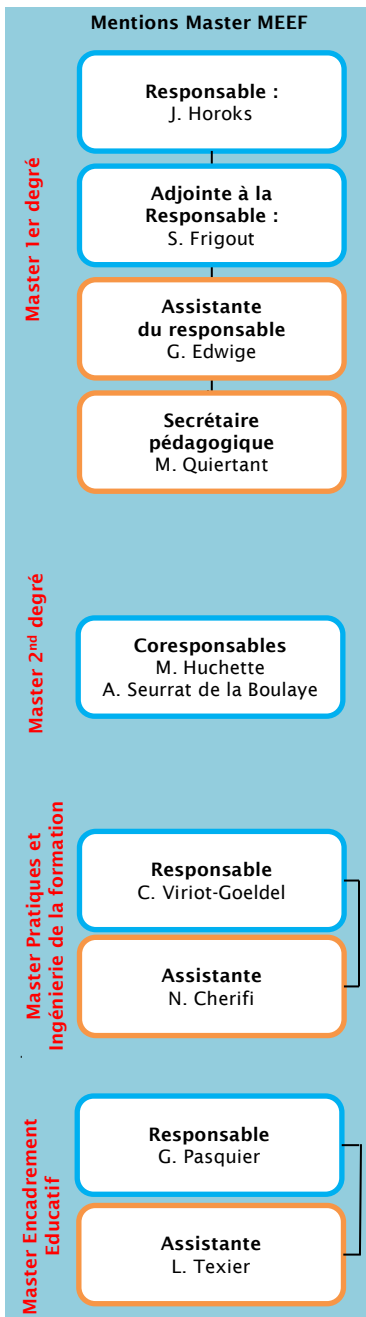 Mentions Master MEEF
Master 1er degré
Responsable :
J. Horoks
Adjointe à la
Responsable :
S. Frigout
Assistante
du responsable
G. Edwige
Secrétaire
pédagogique
M. Quiertant
Master 2nd degré
Coresponsables
M. Huchette
A. Seurrat de la Boulaye
Master Pratiques et
Ingénierie de la formation
Responsable
C. Viriot-Goeldel
Assistante
N. Cherifi
Master Encadrement
Educatif
Responsable
G. Pasquier
Assistante
L. Texier